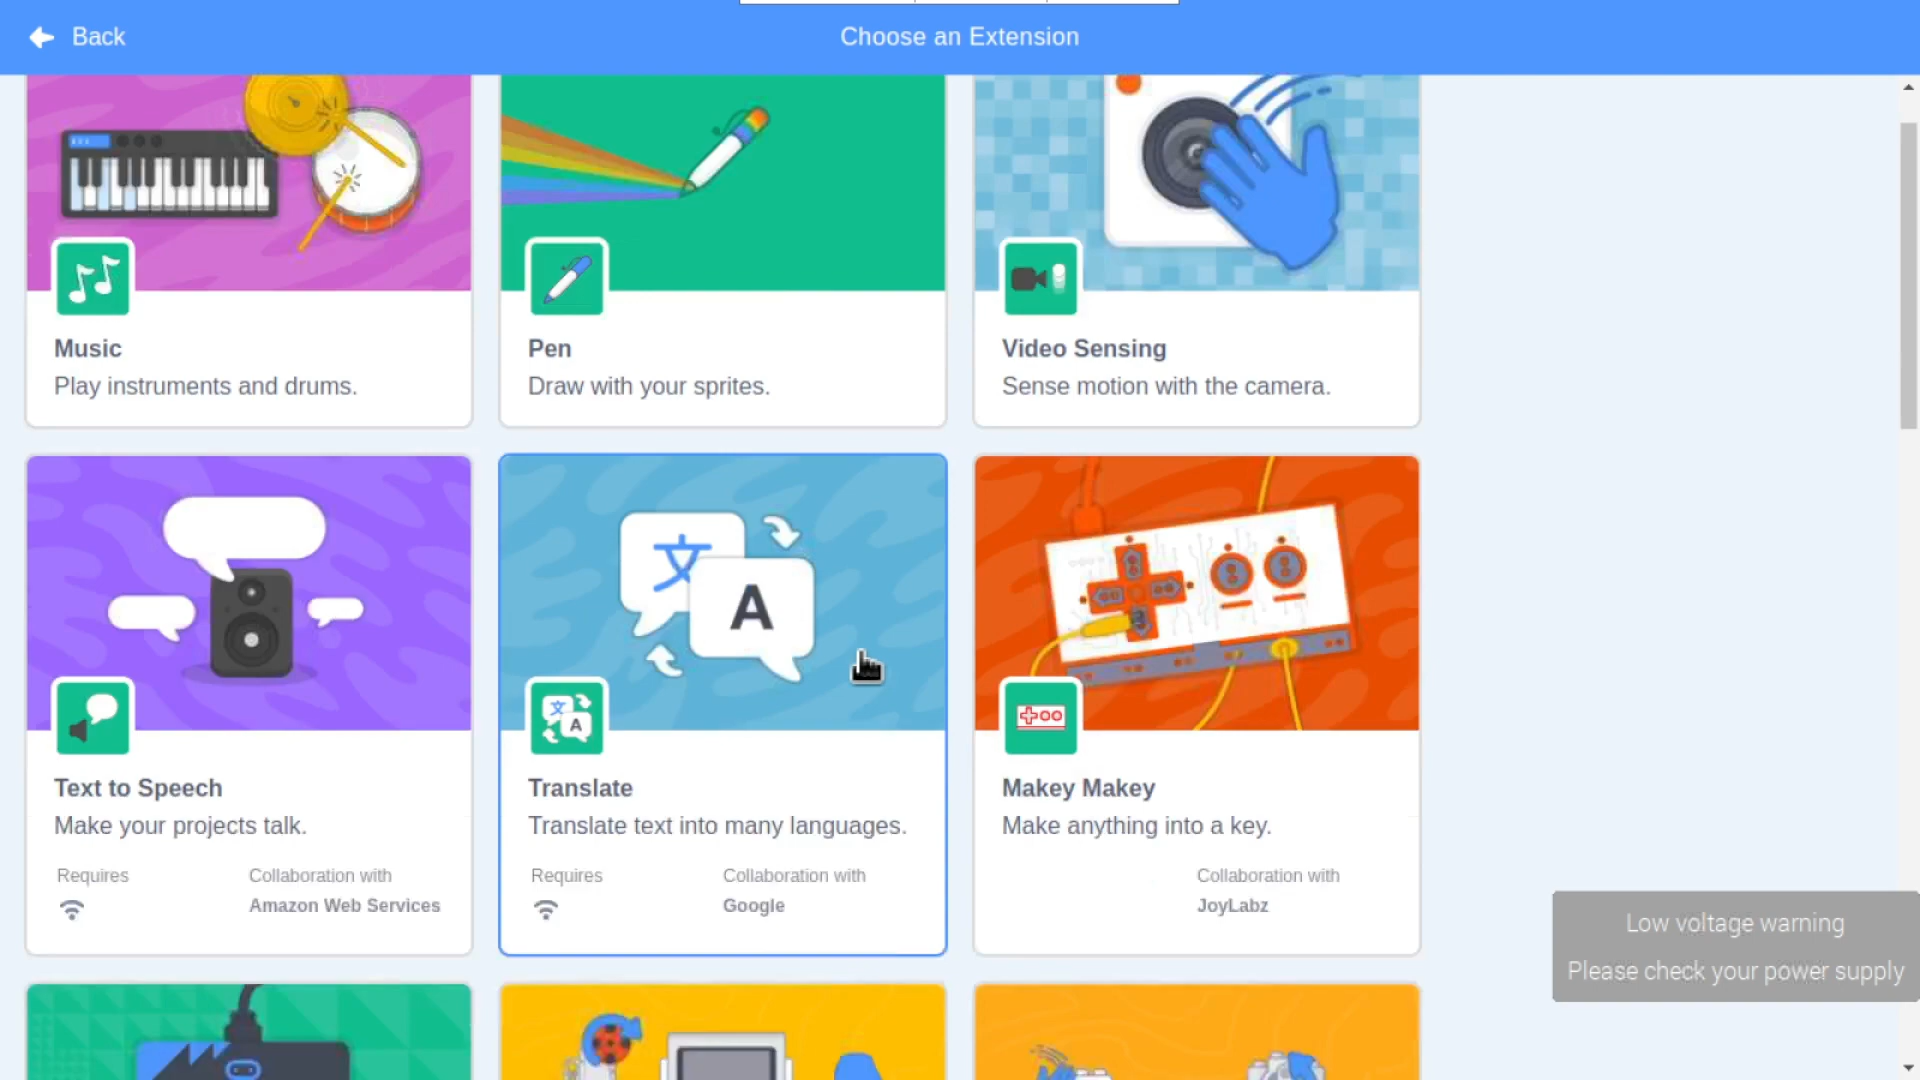 Back
Choose an Extension
Music
Play instruments and drums.
Pen
Draw with your sprites.
Video Sensing
Sense motion with the camera.
文
A
文
A
Text to Speech
Make your projects talk.
Requires
Collaboration with
Amazon Web Services
Translate
Translate text into many languages.
Requires
Collaboration with
Google
Makey Makey
Make anything into a key.
Collaboration with
JoyLabz
Low voltage warning
Please check your power supply